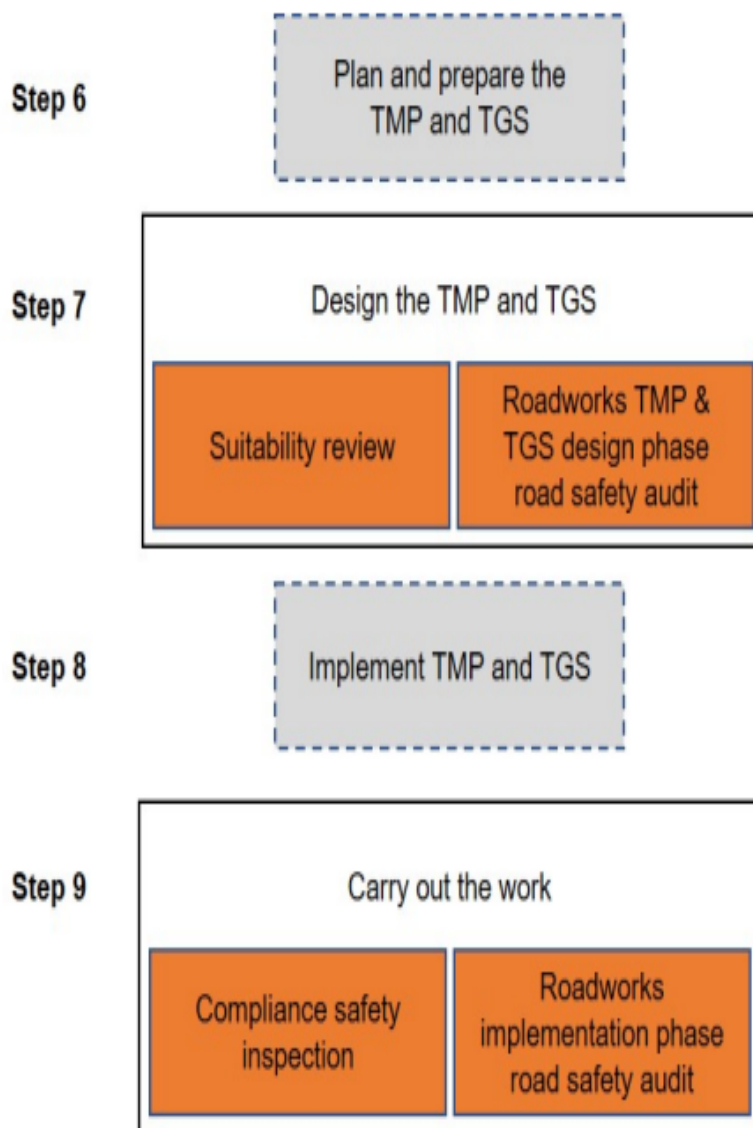 Step 6
Plan and prepare the
TMP and TGS
Step 7
Design the TMP and TGS
Suitability review
Roadworks TMP &
TGS design phase
road safety audit
Step 8
Implement TMP and TGS
Step 9
Carry out the work
Compliance safety
inspection
Roadworks
implementation phase
road safety audit